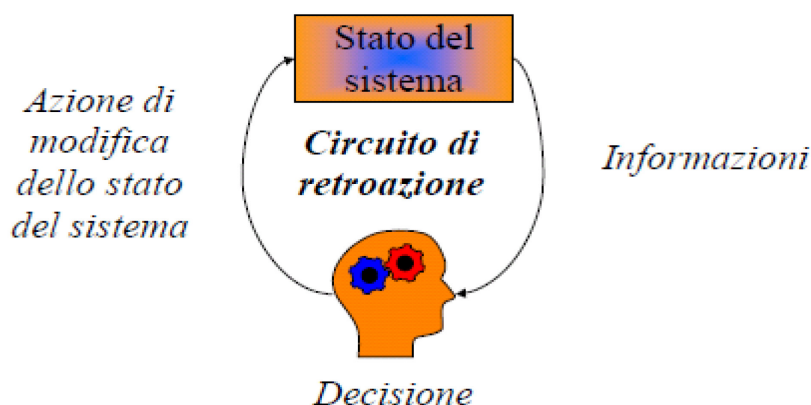 Stato del
sistema
Azione di
modifica
dello stato
del sistema
Circuito di
retroazione
Informazioni
Decisione